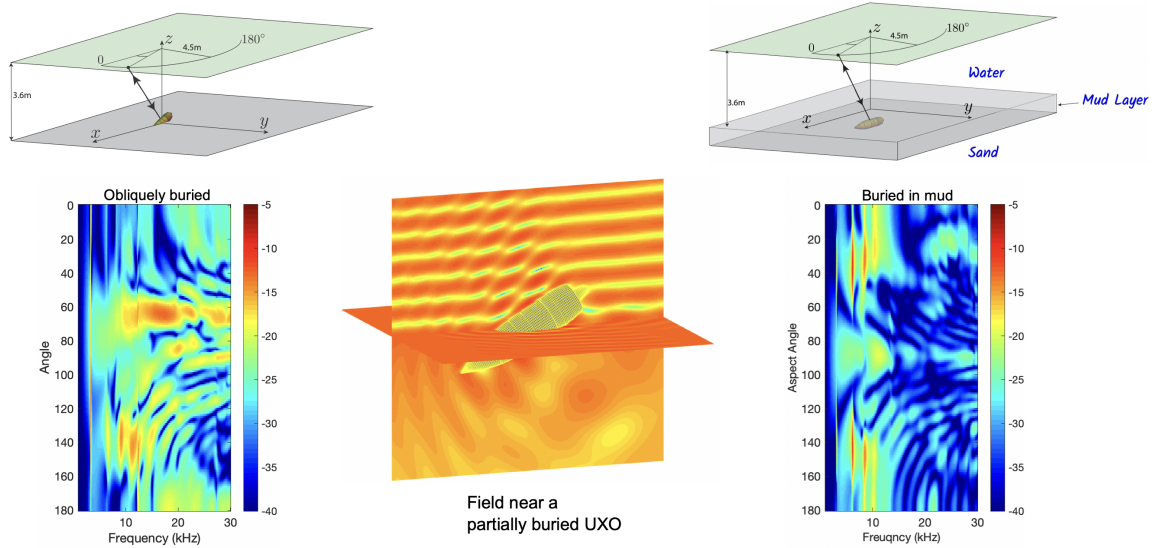 z
180°
0
4.5m
3.6m
x
y
z
180°
0
4.5m
Water
3.6m
Mud Layer
x
y
Sand
Obliquely buried
0
20
40
60
80
100
120
140
160
180
Angle
10
20
30
Frequency (kHz)
-5
-10
-15
-20
-25
-30
-35
-40
Field near a
partially buried UXO
Buried in mud
0
20
40
60
80
100
120
140
160
180
Aspect Angle
10
20
30
Freuqncy (kHz)
-5
-10
-15
-20
-25
-30
-35
-40